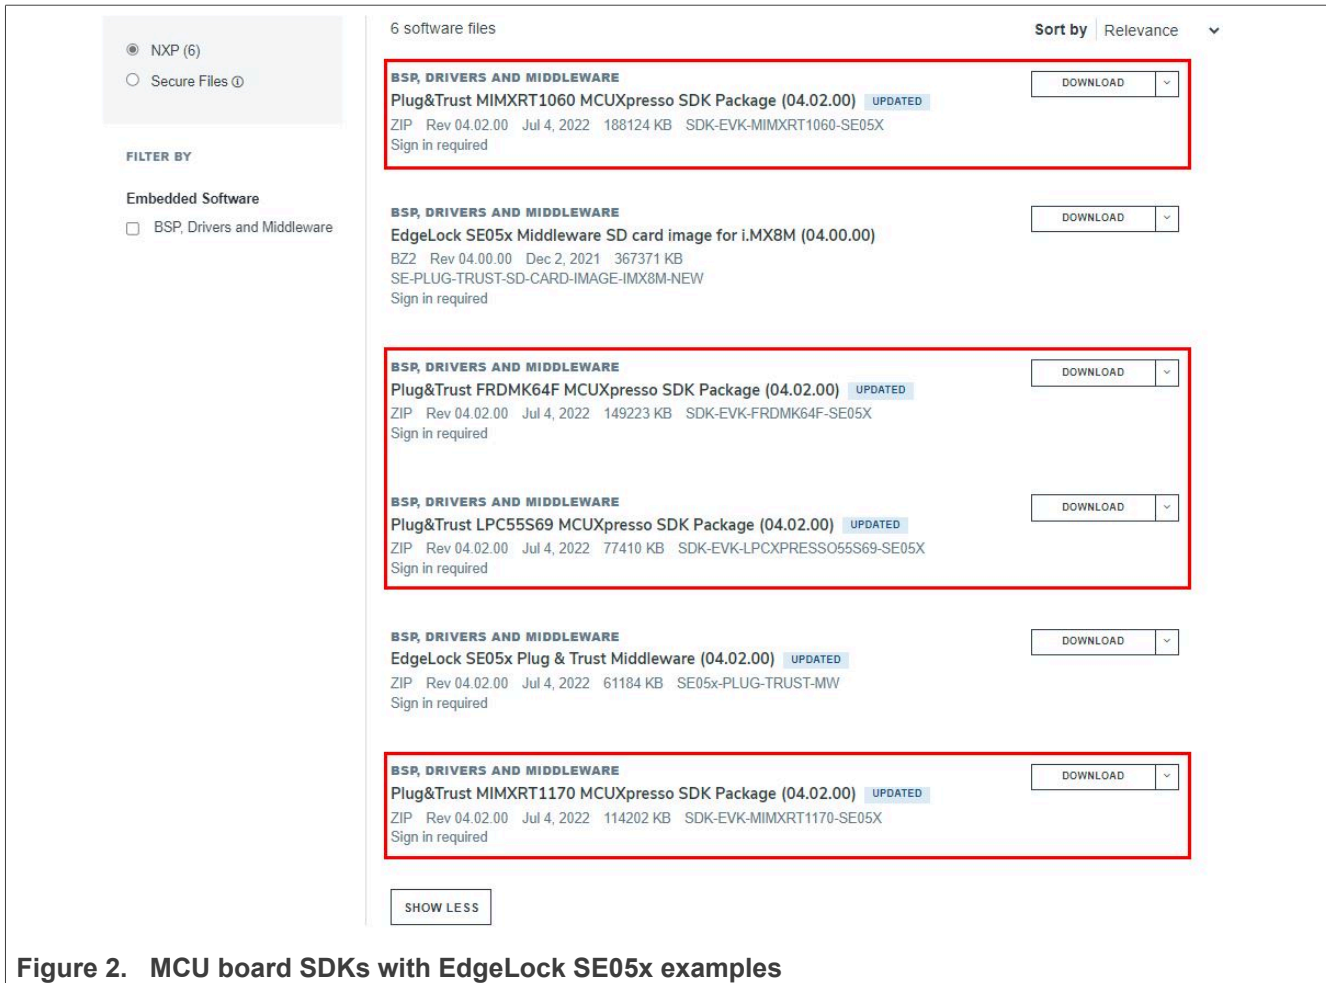 6 software files
Sort by Relevance
NXP (6)
Secure Files
FILTER BY
Embedded Software
BSP, Drivers and Middleware
BSP, DRIVERS AND MIDDLEWARE
DOWNLOAD
Plug&Trust MIMXRT1060 MCUXpresso SDK Package (04.02.00) UPDATED
ZIP Rev 04.02.00 Jul 4, 2022 188124 KB SDK-EVK-MIMXRT1060-SE05X
Sign in required
BSP, DRIVERS AND MIDDLEWARE
DOWNLOAD
EdgeLock SE05x Middleware SD card image for i.MX8M (04.00.00)
BZ2 Rev 04.00.00 Dec 2, 2021 367371 KB
SE-PLUG-TRUST-SD-CARD-IMAGE-IMX8M-NEW
Sign in required
BSP, DRIVERS AND MIDDLEWARE
DOWNLOAD
Plug&Trust FRDMK64F MCUXpresso SDK Package (04.02.00) UPDATED
ZIP Rev 04.02.00 Jul 4, 2022 149223 KB SDK-EVK-FRDMK64F-SE05X
Sign in required
BSP, DRIVERS AND MIDDLEWARE
DOWNLOAD
Plug&Trust LPC55S69 MCUXpresso SDK Package (04.02.00) UPDATED
ZIP Rev 04.02.00 Jul 4, 2022 77410 KB SDK-EVK-LPCXPRESSO55S69-SE05X
Sign in required
BSP, DRIVERS AND MIDDLEWARE
DOWNLOAD
EdgeLock SE05x Plug & Trust Middleware (04.02.00) UPDATED
ZIP Rev 04.02.00 Jul 4, 2022 61184 KB SE05x-PLUG-TRUST-MW
Sign in required
BSP, DRIVERS AND MIDDLEWARE
DOWNLOAD
Plug&Trust MIMXRT1170 MCUXpresso SDK Package (04.02.00) UPDATED
ZIP Rev 04.02.00 Jul 4, 2022 114202 KB SDK-EVK-MIMXRT1170-SE05X
Sign in required
SHOW LESS
Figure 2. MCU board SDKs with EdgeLock SE05x examples